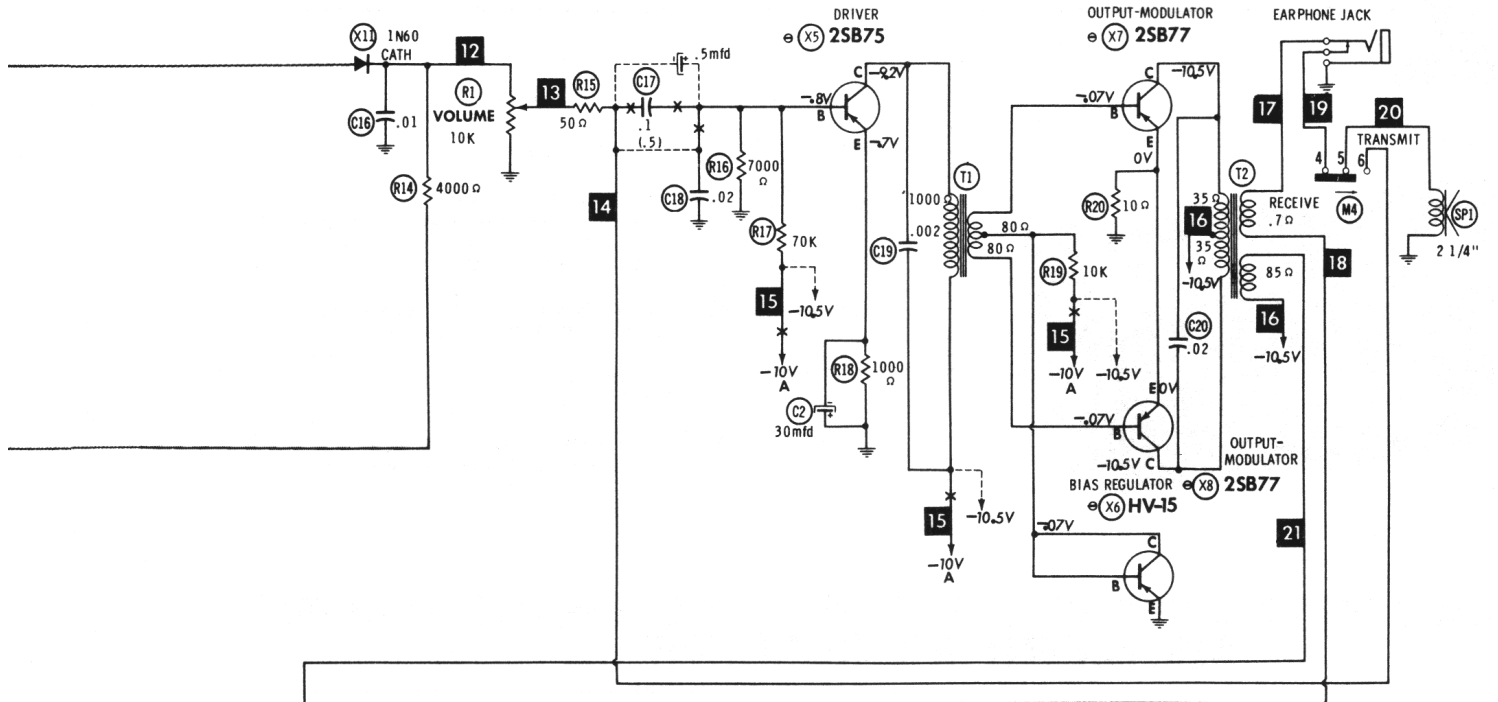 X11 1N60
CATH
12
R1
VOLUME
10K
C16 .01
R14 4000Ω
13
R15
50Ω
.5mfd
+
C17
.1
(.5)
14
C18 .02
R16 7000
Ω
R17
70K
15
-10.5V
-10V
A
DRIVER
⊖ X5 2SB75
C -9.2V
-.8V
B
E -.7V
R18 1000
Ω
C2
30mfd
-
+
C19
.002
1000Ω
T1
80Ω
80Ω
15
-10.5V
-10V
A
R19
10K
15
-10V
A
-10.5V
OUTPUT-MODULATOR
⊖ X7 2SB77
C -10.5V
-.07V
B
E
0V
R20 10Ω
C20
.02
E 0V
-.07V
B
-10.5V C
OUTPUT-
MODULATOR
⊖ X8 2SB77
BIAS REGULATOR
⊖ X6 HV-15
-.07V
C
B
E
35Ω
16
35
Ω
-10.5V
T2
RECEIVE
.7Ω
85Ω
16
-10.5V
EARPHONE JACK
17
19
20
TRANSMIT
4 5 6
M4
SP1
2 1/4"
18
21